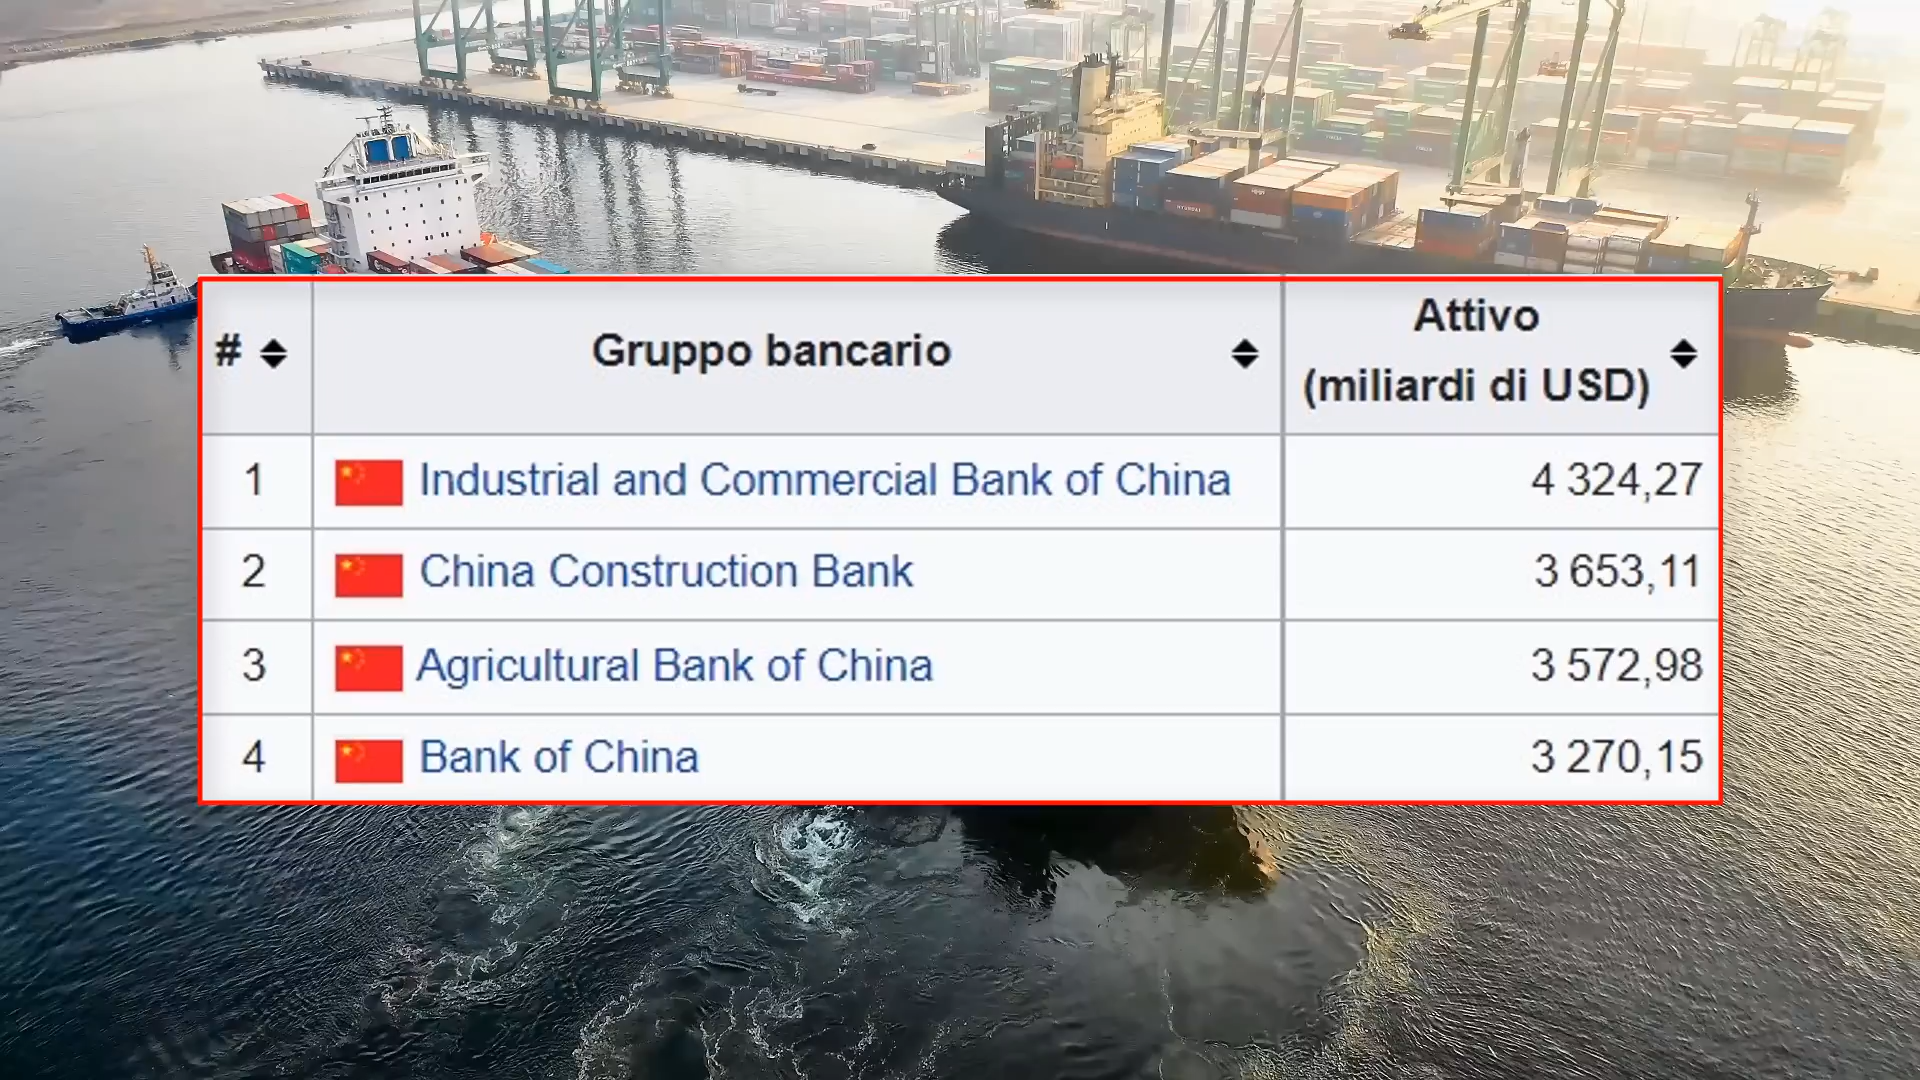 #
Gruppo bancario
Attivo
(miliardi di USD)
1 Industrial and Commercial Bank of China 4 324,27
2 China Construction Bank 3 653,11
3 Agricultural Bank of China 3 572,98
4 Bank of China 3 270,15